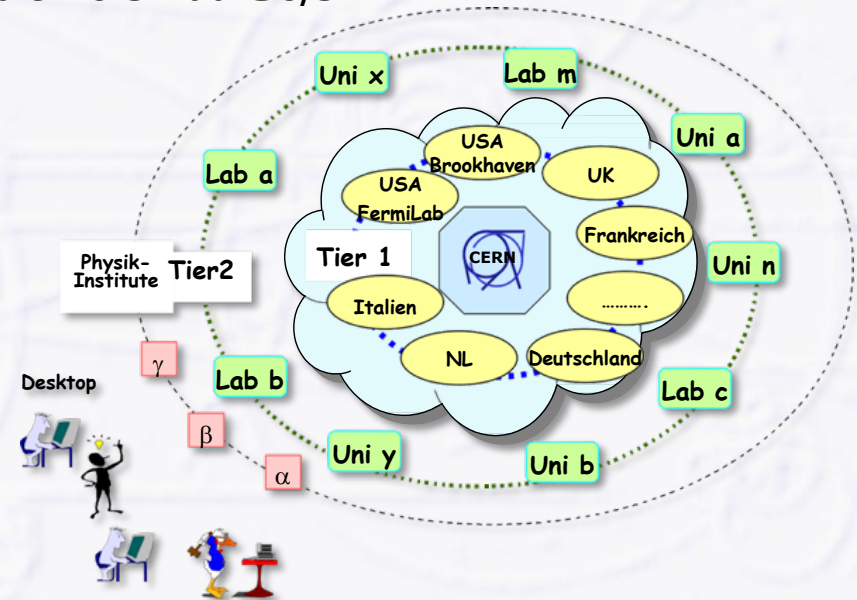 Uni x
Lab m
Uni a
Lab a
USA
Brookhaven
UK
USA
FermiLab
Frankreich
Tier 1
CERN
Uni n
Physik-
Institute
Tier2
Italien
..........
NL
Deutschland
γ
Lab b
Lab c
Desktop
β
Uni y
Uni b
α